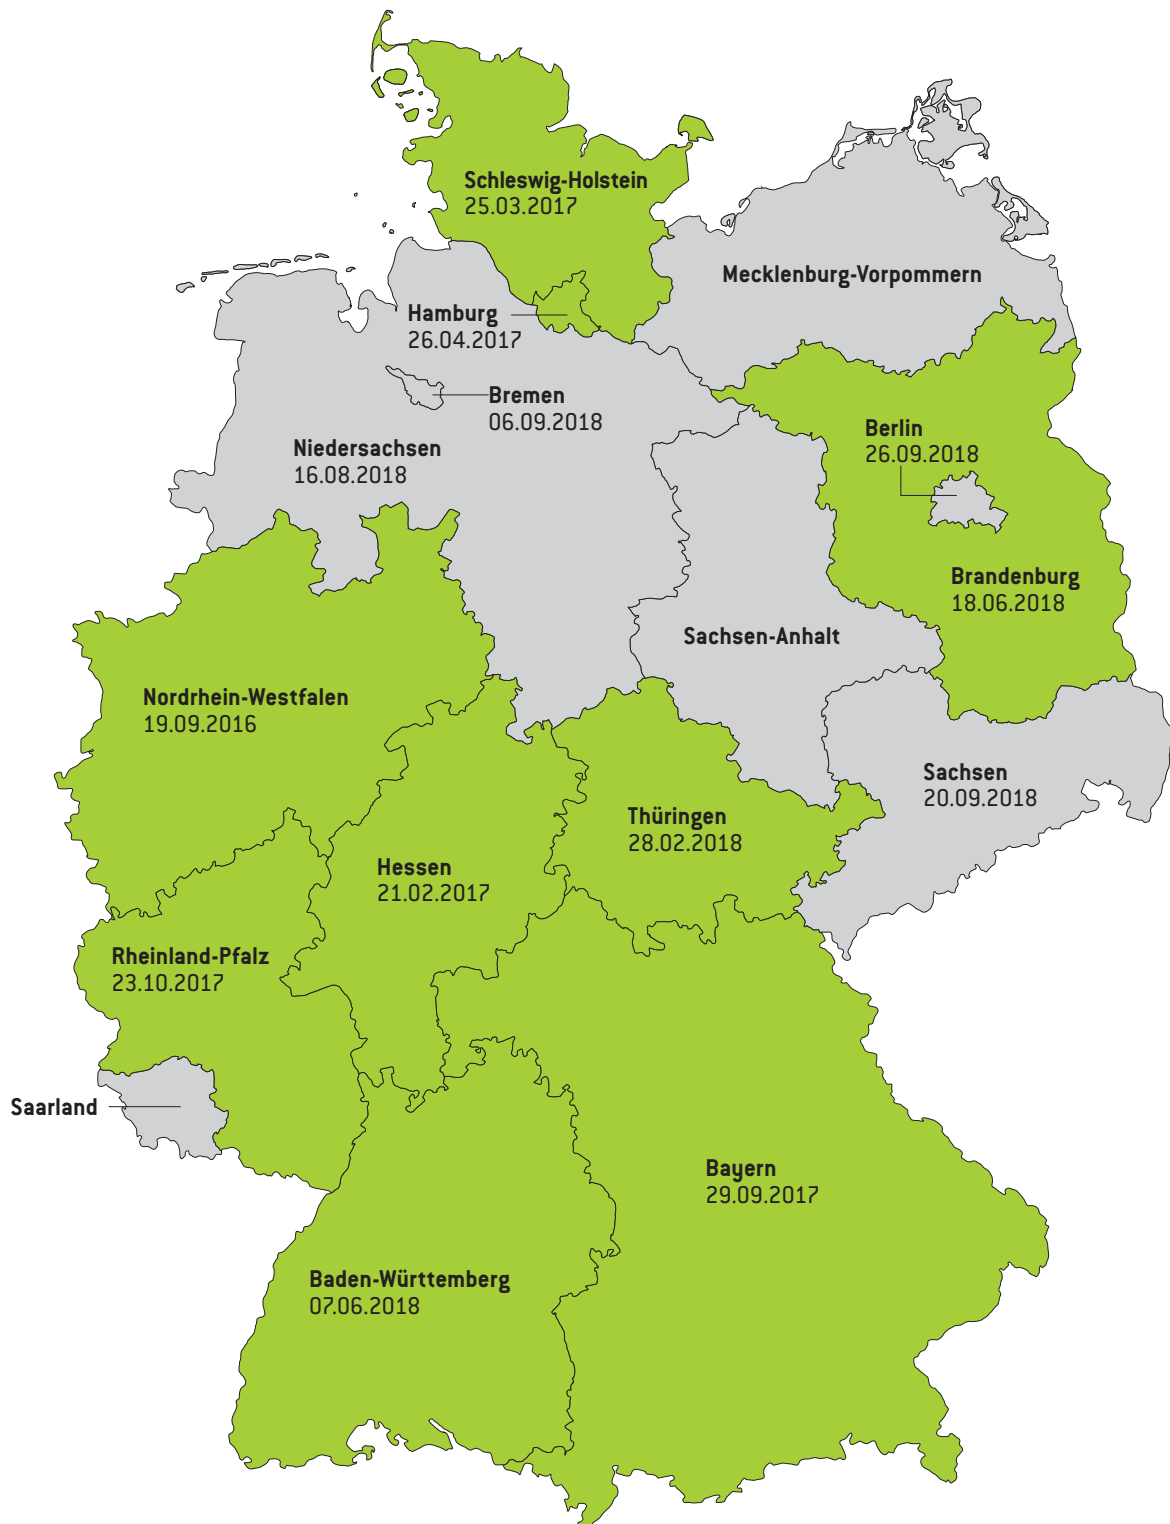 Schleswig-Holstein
25.03.2017
Mecklenburg-Vorpommern
Hamburg
26.04.2017
Bremen
06.09.2018
Berlin
26.09.2018
Niedersachsen
16.08.2018
Brandenburg
18.06.2018
Sachsen-Anhalt
Nordrhein-Westfalen
19.09.2016
Sachsen
20.09.2018
Thüringen
28.02.2018
Hessen
21.02.2017
Rheinland-Pfalz
23.10.2017
Saarland
Bayern
29.09.2017
Baden-Württemberg
07.06.2018